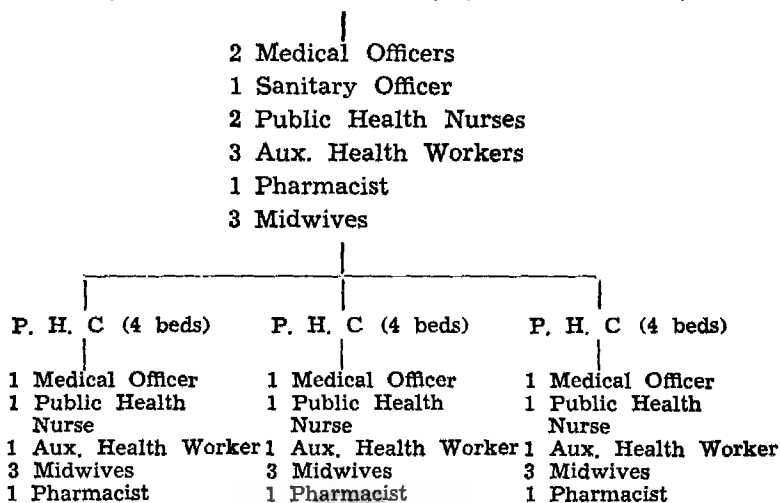 2 Medical Officers
1 Sanitary Officer
2 Public Health Nurses
3 Aux. Health Workers
1 Pharmacist
3 Midwives
P. H. C (4 beds)
1 Medical Officer
1 Public Health
Nurse
1 Aux. Health Worker
3 Midwives
1 Pharmacist
P. H. C (4 beds)
1 Medical Officer
1 Public Health
Nurse
1 Aux. Health Worker
3 Midwives
1 Pharmacist
P. H. C (4 beds)
1 Medical Officer
1 Public Health
Nurse
1 Aux. Health Worker
3 Midwives
1 Pharmacist